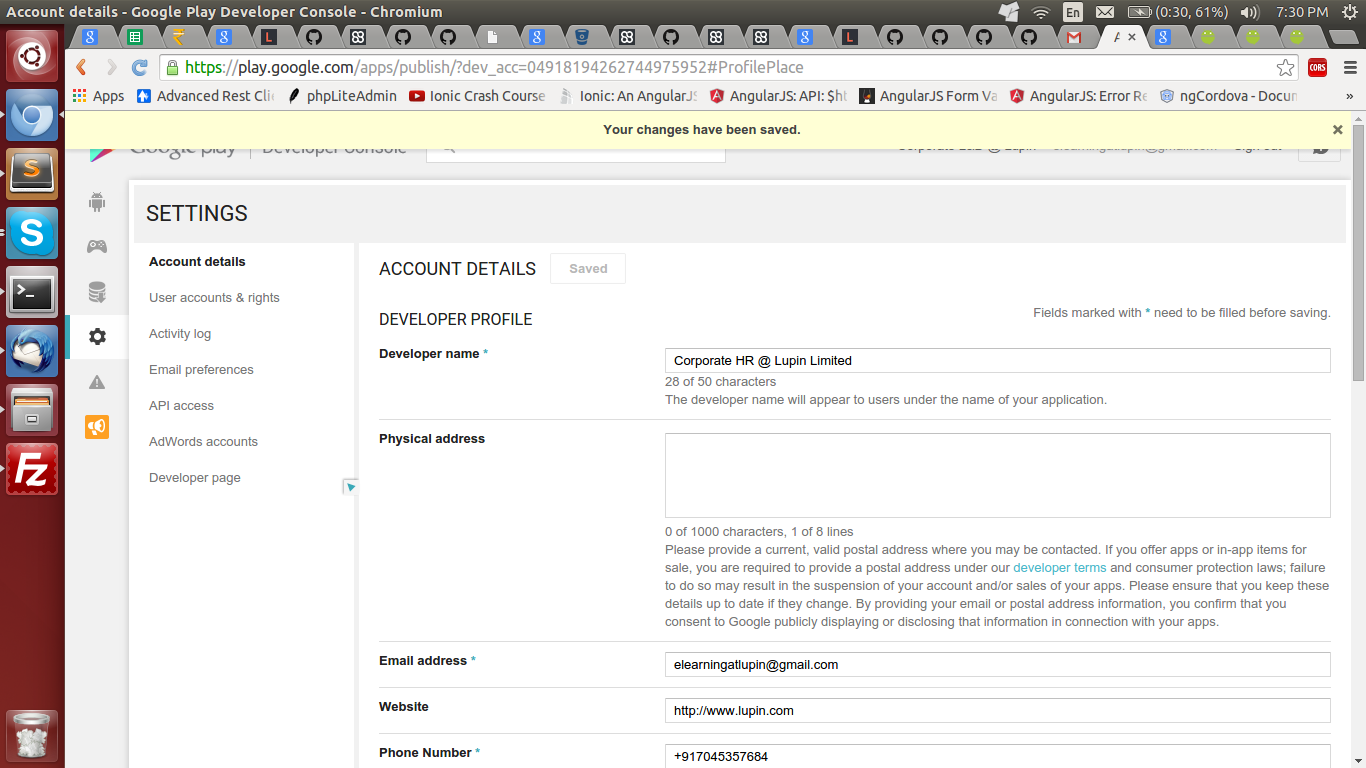 Account details - Google Play Developer Console - Chromium
En
(0:30, 61%)
7:30 PM
https://play.google.com/apps/publish/?dev_acc=04918194262744975952#ProfilePlace
CORS
Apps
Advanced Rest Cli
phpLiteAdmin
Ionic Crash Course
Ionic: An AngularJS
AngularJS: API: $ht
AngularJS Form Va
AngularJS: Error Re
ngCordova - Docun
»
Your changes have been saved.
Google play
Developer Console
Corporate L&D @ Lupin
elearningatlupin@gmail.com
Sign out
SETTINGS
Account details
User accounts & rights
Activity log
Email preferences
API access
AdWords accounts
Developer page
ACCOUNT DETAILS
Saved
DEVELOPER PROFILE
Fields marked with * need to be filled before saving.
Developer name *
Corporate HR @ Lupin Limited
28 of 50 characters
The developer name will appear to users under the name of your application.
Physical address
0 of 1000 characters, 1 of 8 lines
Please provide a current, valid postal address where you may be contacted. If you offer apps or in-app items for
sale, you are required to provide a postal address under our developer terms and consumer protection laws; failure
to do so may result in the suspension of your account and/or sales of your apps. Please ensure that you keep these
details up to date if they change. By providing your email or postal address information, you confirm that you
consent to Google publicly displaying or disclosing that information in connection with your apps.
Email address *
elearningatlupin@gmail.com
Website
http://www.lupin.com
Phone Number *
+917045357684